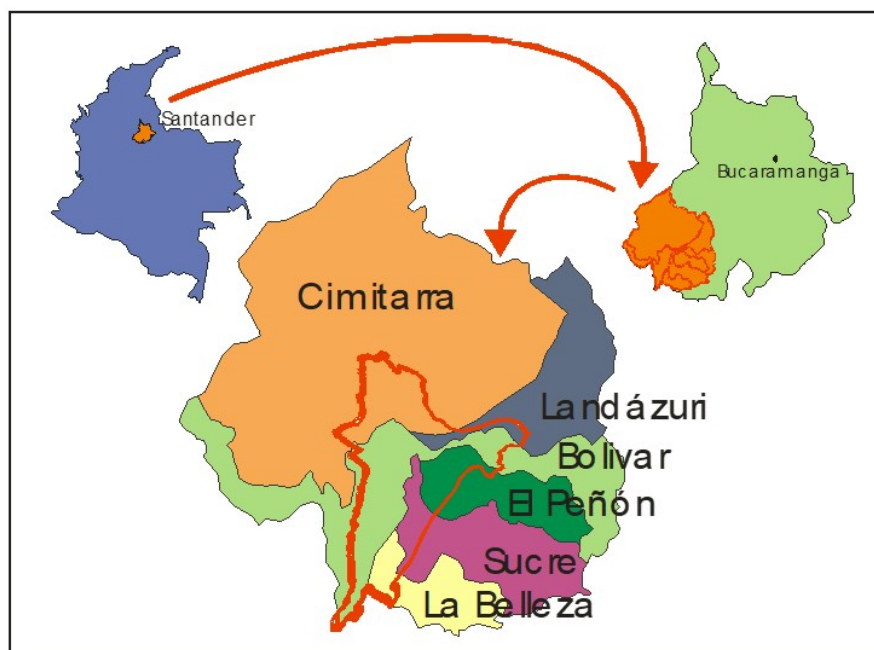 Santander
Bucaramanga
Cimitarra
Landázuri
Bolivar
El Peñón
Sucre
La Belleza